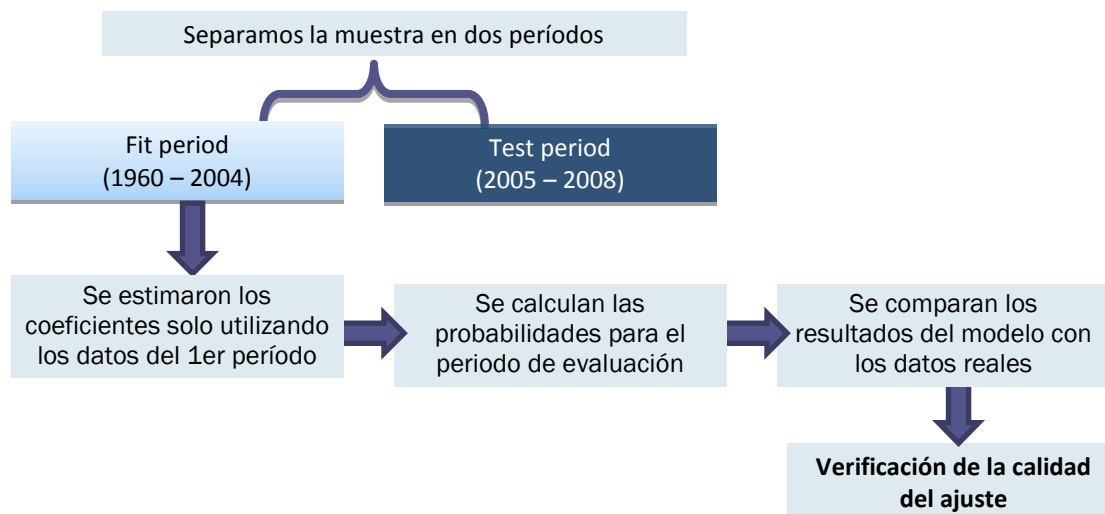 Separamos la muestra en dos períodos
Fit period
(1960 – 2004)
Test period
(2005 – 2008)
Se estimaron los
coeficientes solo utilizando
los datos del 1er período
Se calculan las
probabilidades para el
periodo de evaluación
Se comparan los
resultados del modelo con
los datos reales
Verificación de la calidad
del ajuste